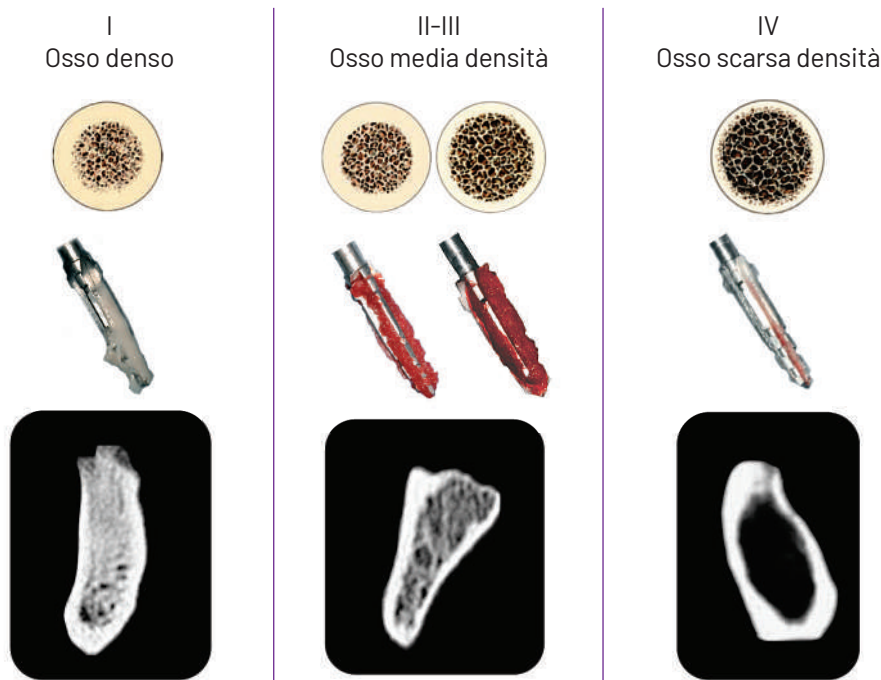 I
Osso denso
II-III
Osso media densità
IV
Osso scarsa densità